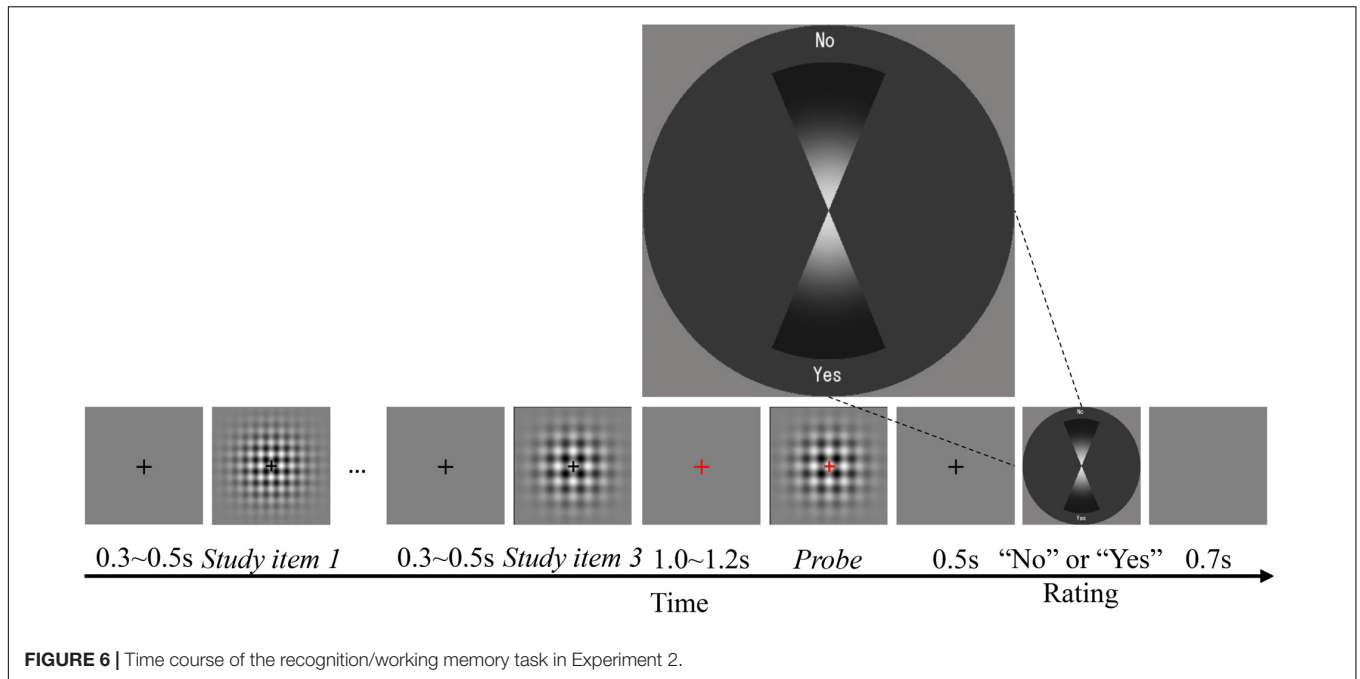 No
Yes
No
Yes
...
0.3~0.5s Study item 1 0.3~0.5s Study item 3 1.0~1.2s Probe 0.5s “No” or “Yes” 0.7s
Rating
Time
FIGURE 6 | Time course of the recognition/working memory task in Experiment 2.